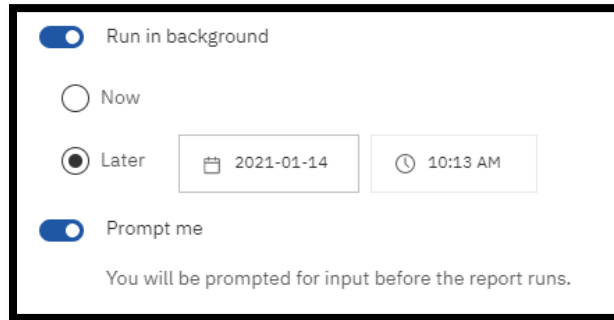 Run in background
Now
Later 2021-01-14 10:13 AM
Prompt me
You will be prompted for input before the report runs.